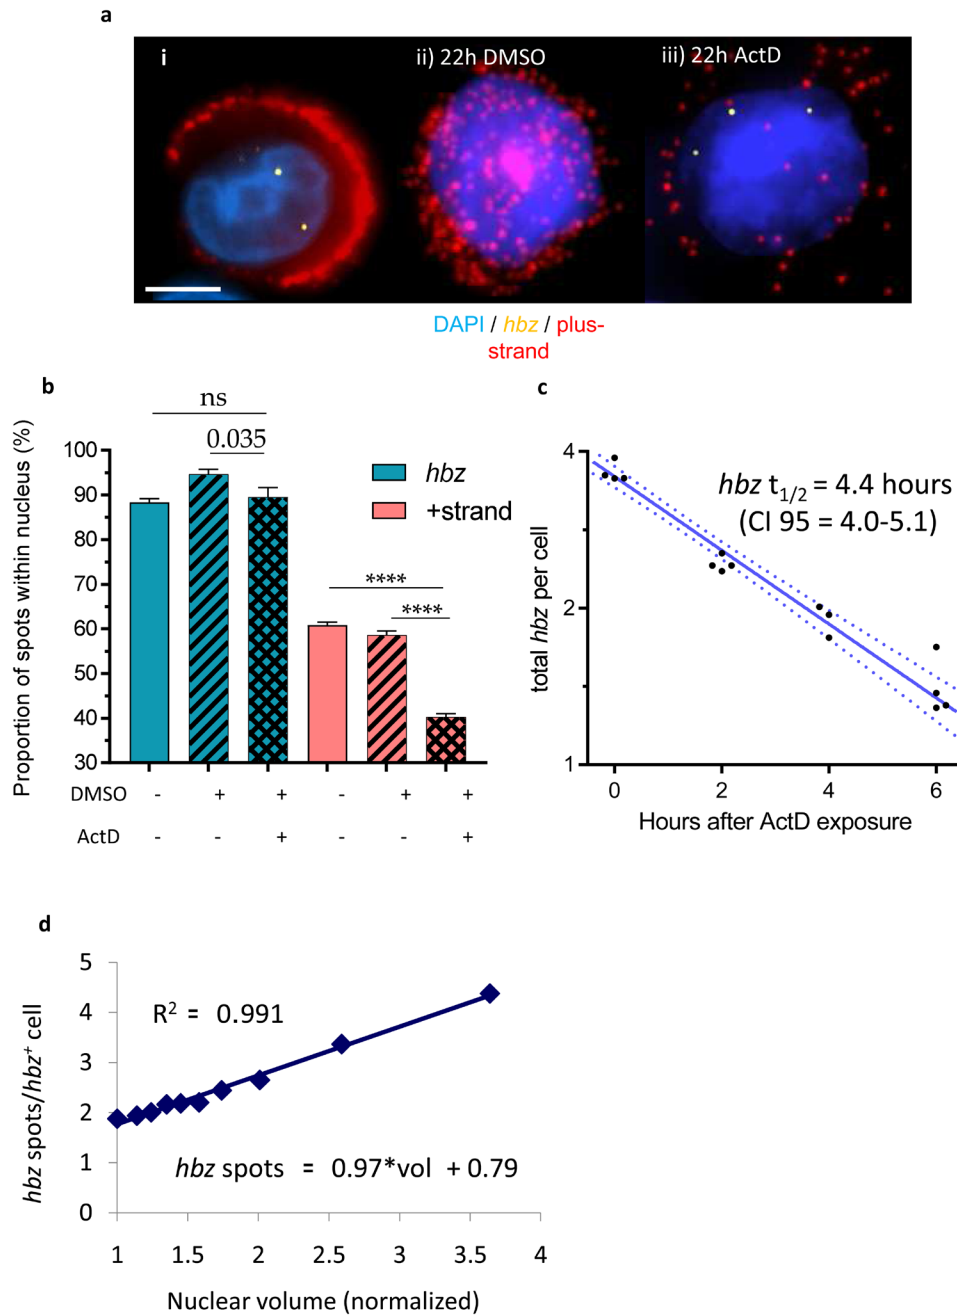 a
i
ii) 22h DMSO
iii) 22h ActD
DAPI / hbz / plus-
strand
b
ns
0.035
Proportion of spots within nucleus (%)
100
90
80
70
60
50
40
30
hbz
+strand
****
****
DMSO - + + - + +
ActD - - + - - +
c
hbz t1/2 = 4.4 hours
(CI 95 = 4.0-5.1)
total hbz per cell
4
2
1
0 2 4 6
Hours after ActD exposure
d
hbz spots/hbz+ cell
5
4
3
2
1
0
R2 = 0.991
hbz spots = 0.97*vol + 0.79
1 1.5 2 2.5 3 3.5 4
Nuclear volume (normalized)